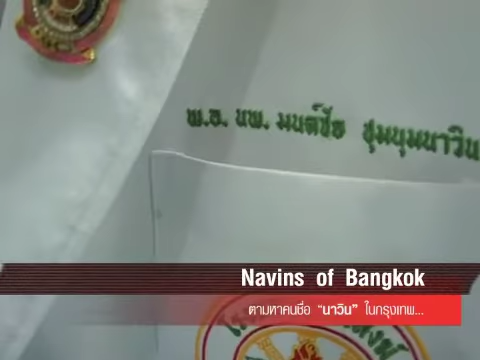 พ.อ. นพ. มนต์ชัย ชุมนุมนาวิน
Navins of Bangkok
ตามหาคนชื่อ “นาวิน” ในกรุงเทพ...